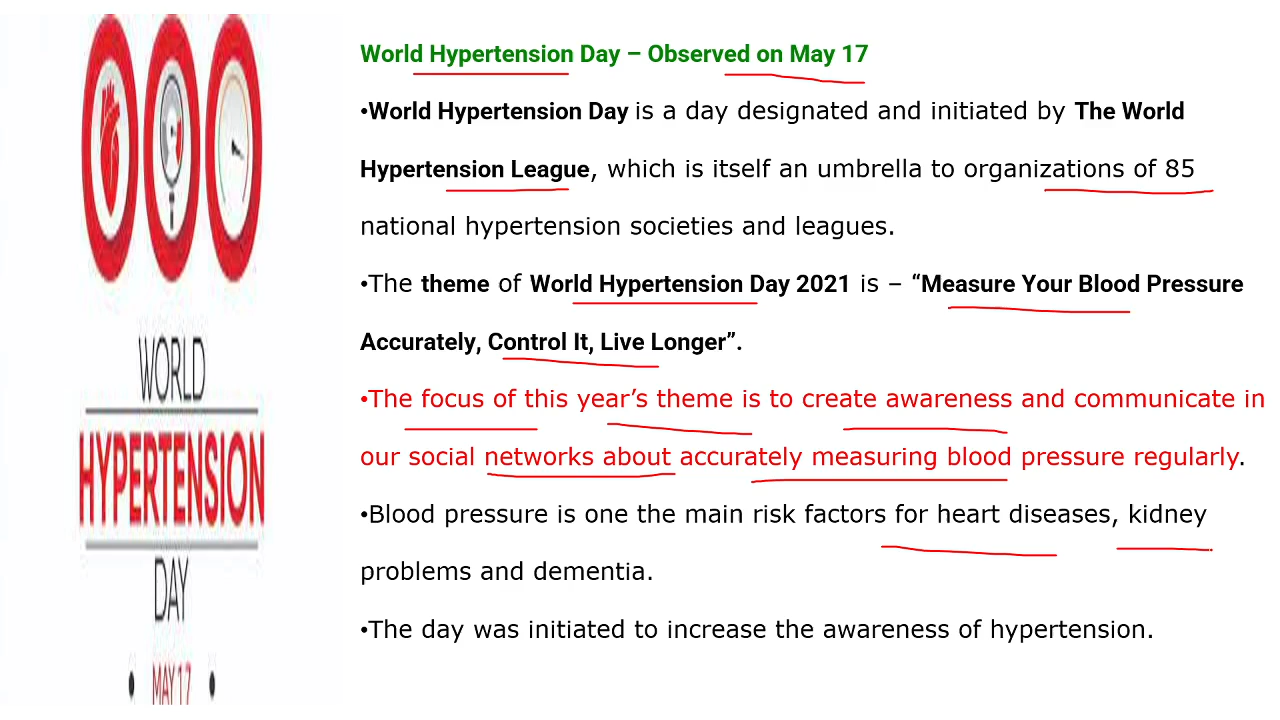 WORLD
HYPERTENSION
DAY
• MAY 17 •
World Hypertension Day – Observed on May 17
•World Hypertension Day is a day designated and initiated by The World
Hypertension League, which is itself an umbrella to organizations of 85
national hypertension societies and leagues.
•The theme of World Hypertension Day 2021 is – “Measure Your Blood Pressure
Accurately, Control It, Live Longer”.
•The focus of this year’s theme is to create awareness and communicate in
our social networks about accurately measuring blood pressure regularly.
•Blood pressure is one the main risk factors for heart diseases, kidney
problems and dementia.
•The day was initiated to increase the awareness of hypertension.